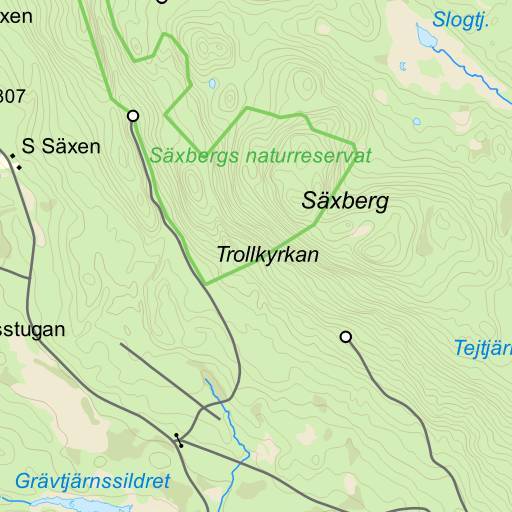 xen
Slogtj.
307
S Säxen
Säxbergs naturreservat
Säxberg
Trollkyrkan
sstugan
Tejtjärn
Grävtjärnssildret